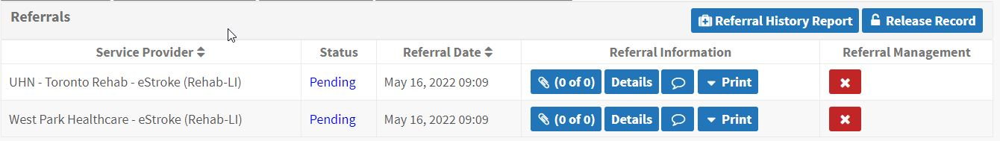 Referrals
Referral History Report Release Record
Service Provider Status Referral Date Referral Information Referral Management
UHN - Toronto Rehab - eStroke (Rehab-LI) Pending May 16, 2022 09:09 (0 of 0) Details Print
West Park Healthcare - eStroke (Rehab-LI) Pending May 16, 2022 09:09 (0 of 0) Details Print